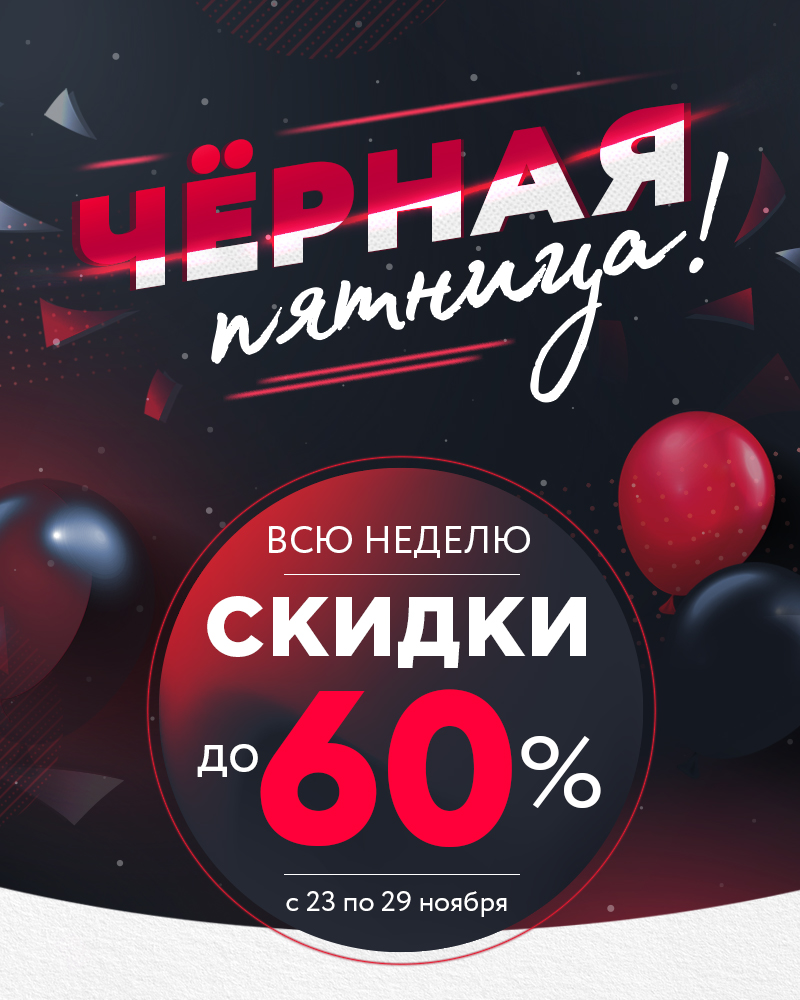 ЧЁРНАЯ
пятница!
ВСЮ НЕДЕЛЮ
СКИДКИ
ДО 60%
с 23 по 29 ноября